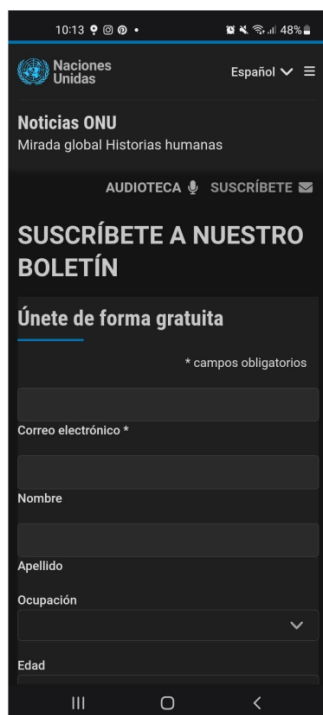 10:13 48%
Naciones
Unidas
Español
Noticias ONU
Mirada global Historias humanas
AUDIOTECA SUSCRÍBETE
SUSCRÍBETE A NUESTRO
BOLETÍN
Únete de forma gratuita
* campos obligatorios
Correo electrónico *
Nombre
Apellido
Ocupación
Edad